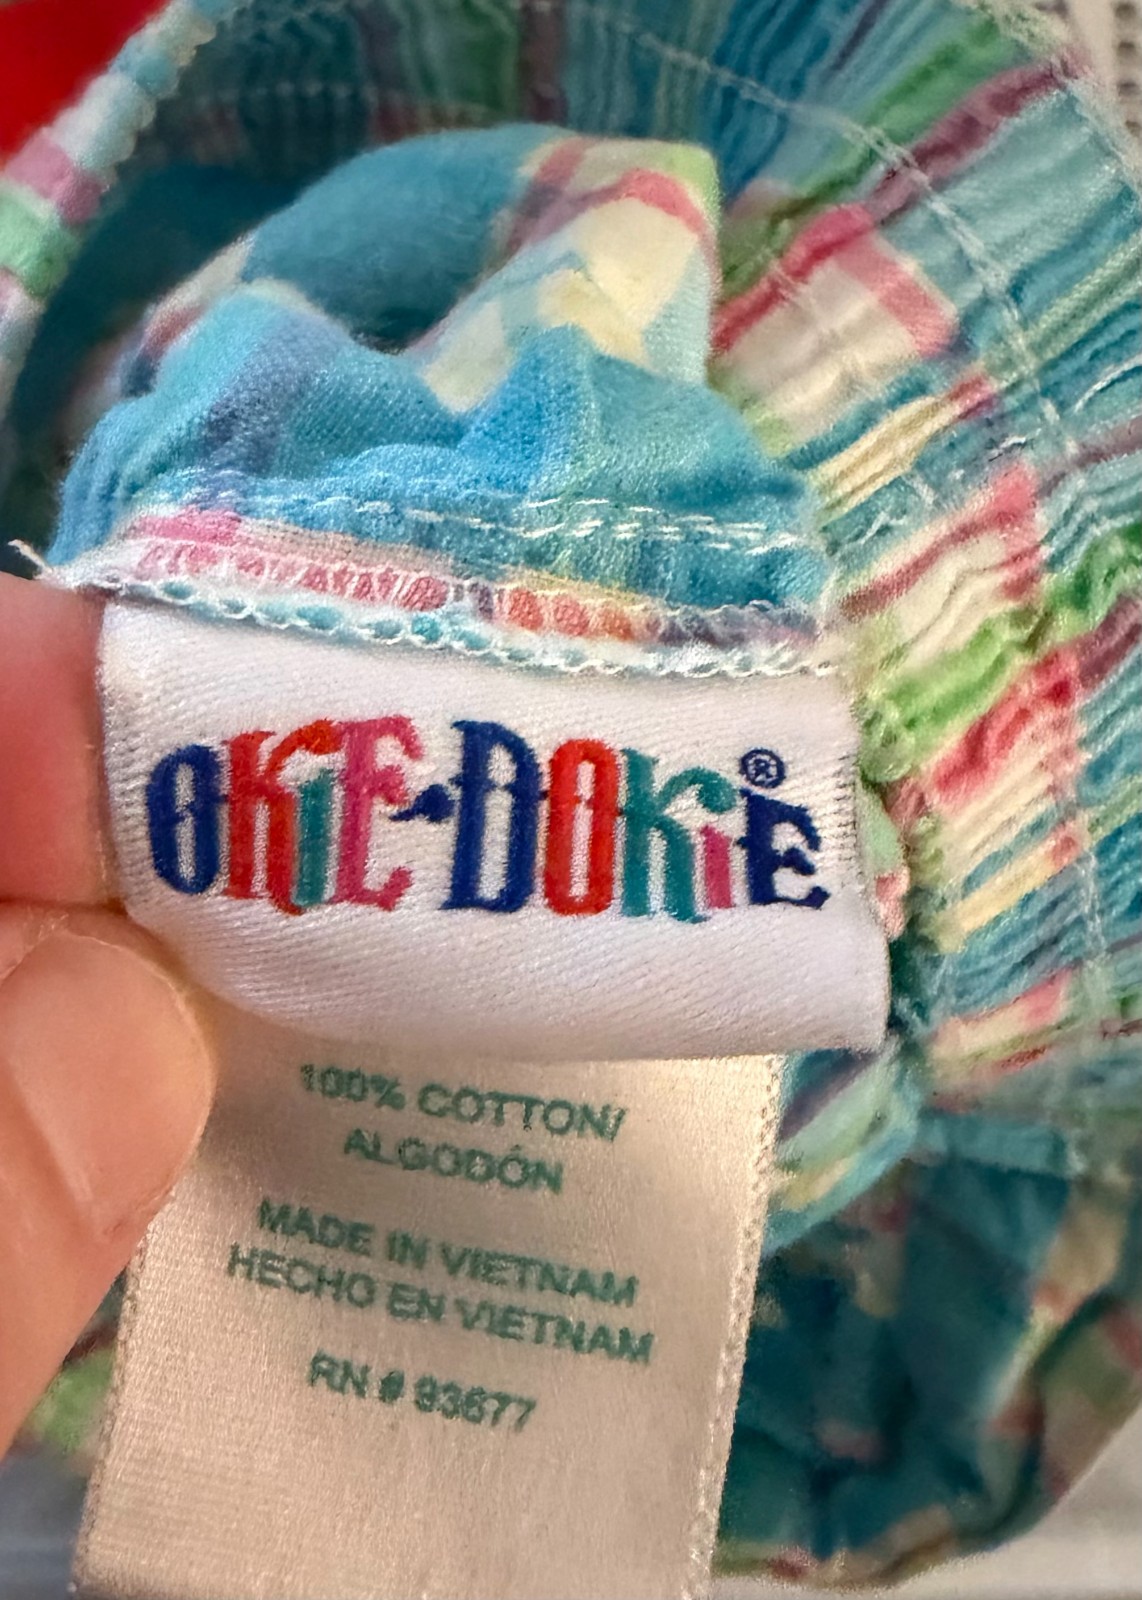 OKIE-DOKIE®
100% COTTON/
ALGODÓN
MADE IN VIETNAM
HECHO EN VIETNAM
RN # 93677